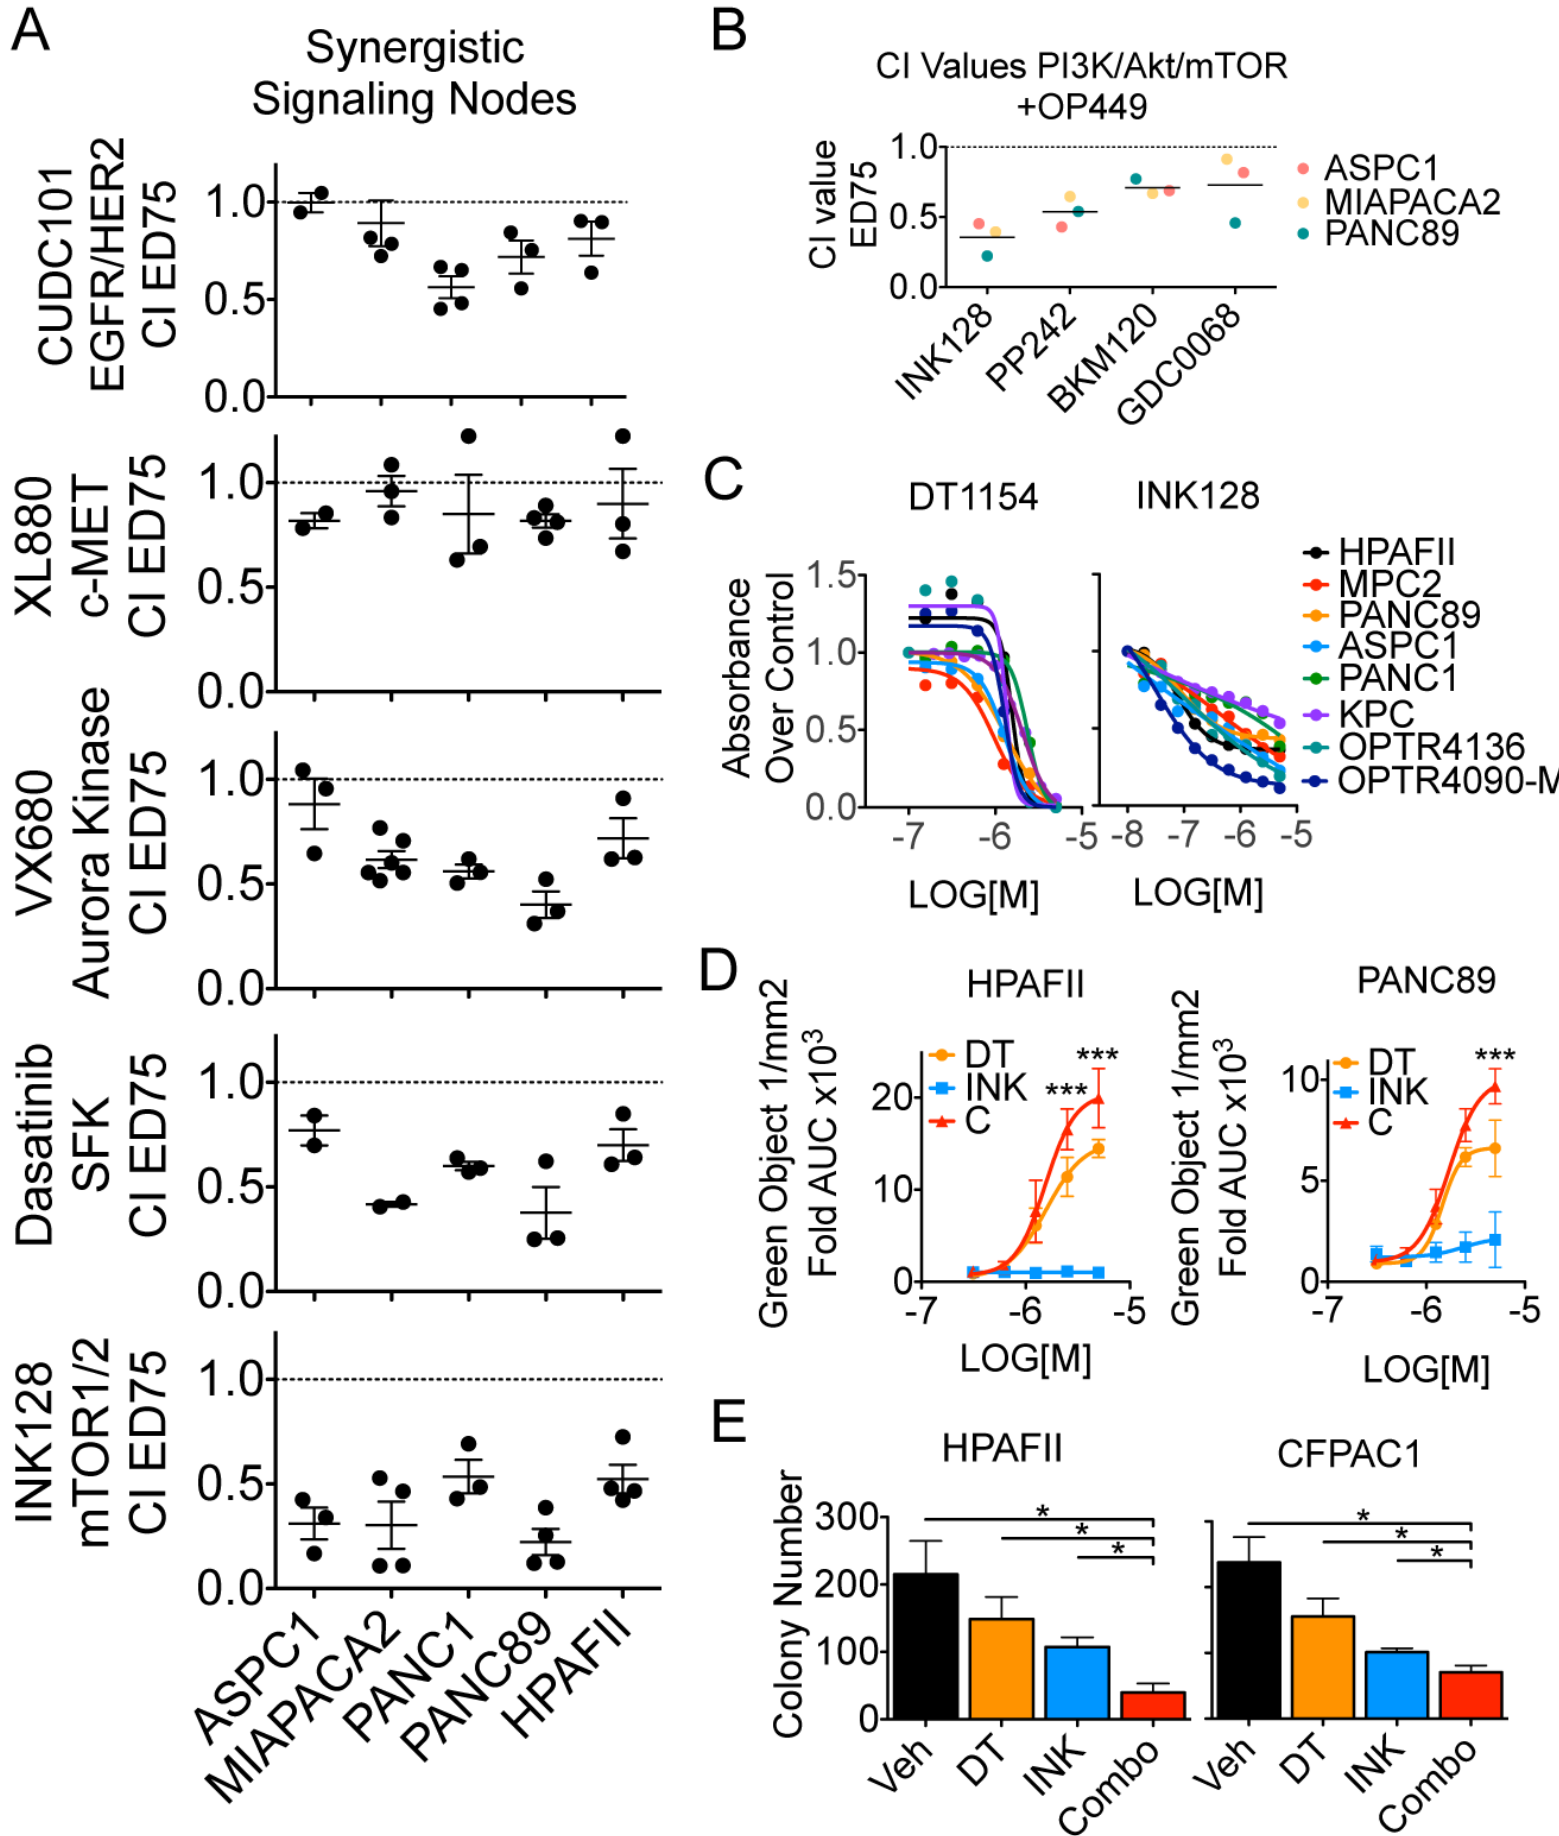 A
Synergistic
Signaling Nodes
CUDC101
EGFR/HER2
CI ED75
1.0
0.5
0.0
XL880
c-MET
CI ED75
1.0
0.5
0.0
VX680
Aurora Kinase
CI ED75
1.0
0.5
0.0
Dasatinib
SFK
CI ED75
1.0
0.5
0.0
INK128
mTOR1/2
CI ED75
1.0
0.5
0.0
ASPC1
MIAPACA2
PANC1
PANC89
HPAFII
B
CI Values PI3K/Akt/mTOR
+OP449
CI value
ED75
1.0
0.5
0.0
INK128
PP242
BKM120
GDC0068
ASPC1
MIAPACA2
PANC89
C
DT1154
INK128
Absorbance
Over Control
1.5
1.0
0.5
0.0
-7 -6 -5
LOG[M]
-8 -7 -6 -5
LOG[M]
HPAFII
MPC2
PANC89
ASPC1
PANC1
KPC
OPTR4136
OPTR4090-M
D
HPAFII
Green Object 1/mm2
Fold AUC x10³
DT
INK
C
*** ***
20
10
0
-7 -6 -5
LOG[M]
PANC89
Green Object 1/mm2
Fold AUC x10³
DT
INK
C
***
10
5
0
-7 -6 -5
LOG[M]
E
HPAFII
Colony Number
300
200
100
0
*
*
*
Veh
DT
INK
Combo
CFPAC1
*
*
*
Veh
DT
INK
Combo